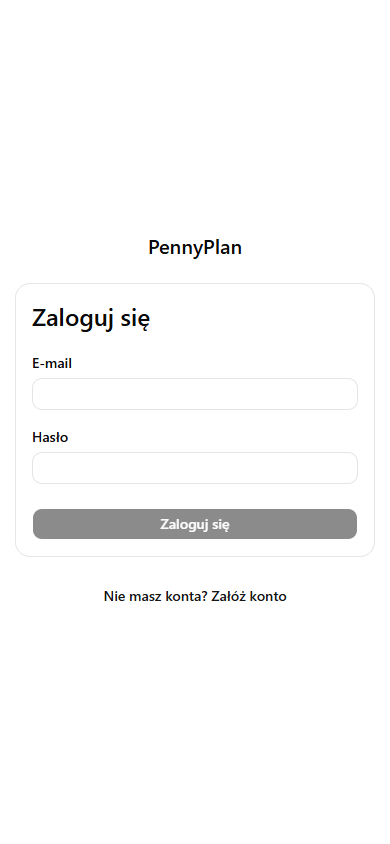 PennyPlan
Zaloguj się
E-mail
Hasło
Zaloguj się
Nie masz konta? Załóż konto